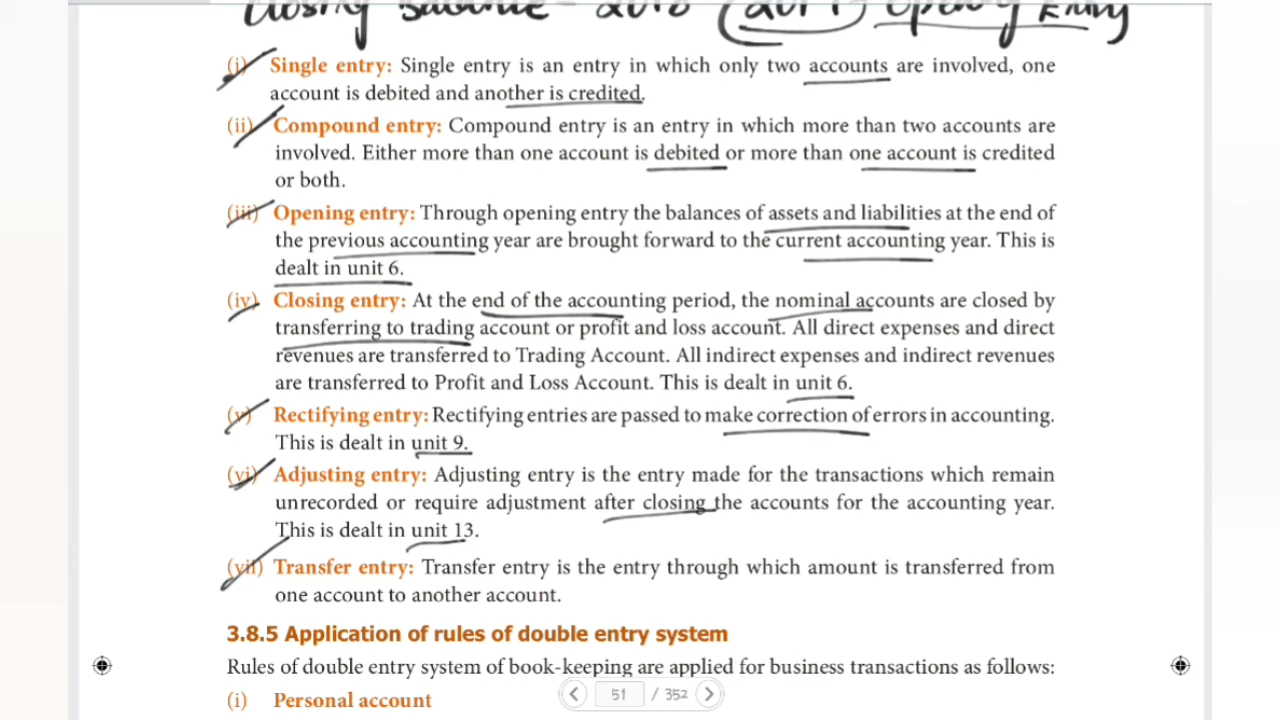 Closing Balance - 2018 (2019) Opening Entry
(i) Single entry: Single entry is an entry in which only two accounts are involved, one
account is debited and another is credited.
(ii) Compound entry: Compound entry is an entry in which more than two accounts are
involved. Either more than one account is debited or more than one account is credited
or both.
(iii) Opening entry: Through opening entry the balances of assets and liabilities at the end of
the previous accounting year are brought forward to the current accounting year. This is
dealt in unit 6.
(iv) Closing entry: At the end of the accounting period, the nominal accounts are closed by
transferring to trading account or profit and loss account. All direct expenses and direct
revenues are transferred to Trading Account. All indirect expenses and indirect revenues
are transferred to Profit and Loss Account. This is dealt in unit 6.
(v) Rectifying entry: Rectifying entries are passed to make correction of errors in accounting.
This is dealt in unit 9.
(vi) Adjusting entry: Adjusting entry is the entry made for the transactions which remain
unrecorded or require adjustment after closing the accounts for the accounting year.
This is dealt in unit 13.
(vii) Transfer entry: Transfer entry is the entry through which amount is transferred from
one account to another account.
3.8.5 Application of rules of double entry system
Rules of double entry system of book-keeping are applied for business transactions as follows:
(i) Personal account
51 / 352